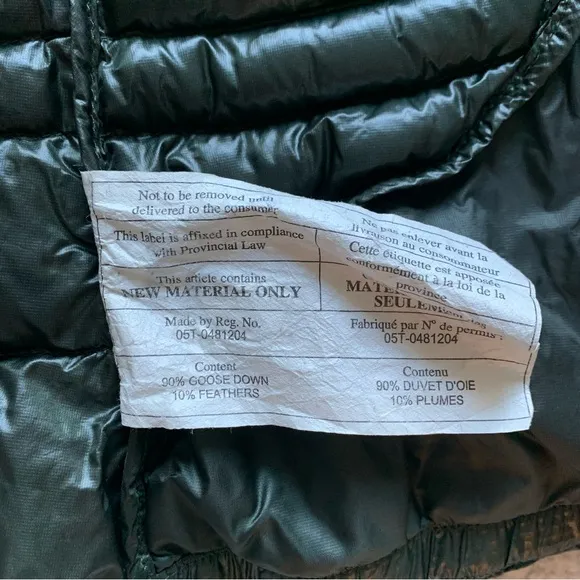 Not to be removed until
delivered to the consumer
This label is affixed in compliance
with Provincial Law
This article contains
NEW MATERIAL ONLY
Made by Reg. No.
05T-0481204
Content
90% GOOSE DOWN
10% FEATHERS
Ne pas enlever avant la
livraison au consommateur
Cette étiquette est apposée
conformément à la loi de la
province
MAT
SEULEMENT
Fabriqué par N° de permis :
05T-0481204
Contenu
90% DUVET D'OIE
10% PLUMES